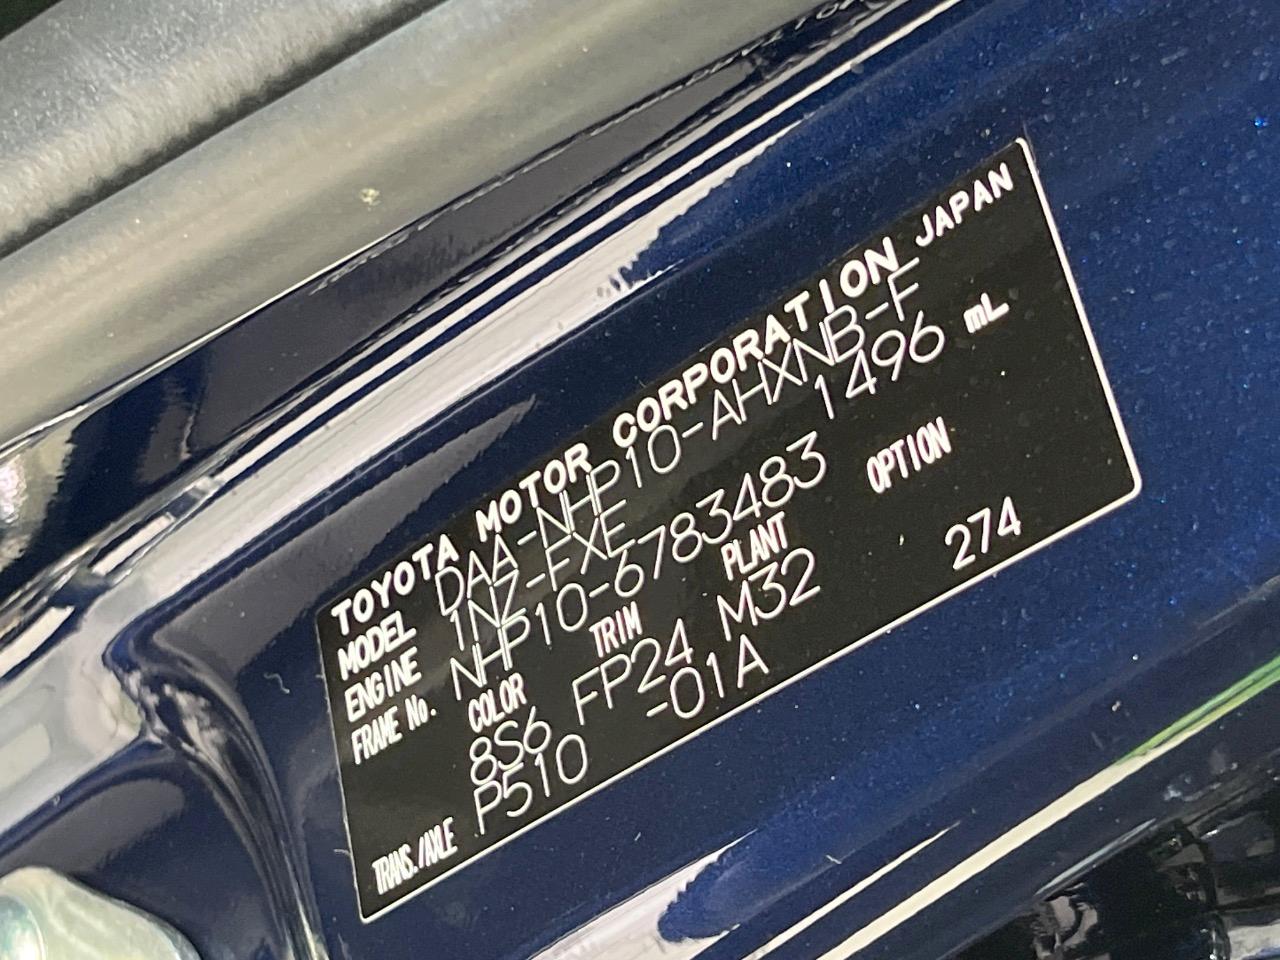 TOYOTA MOTOR CORPORATION JAPAN
MODEL DAA-NHP10-AHXNB-F
ENGINE 1NZ-FXE 1496 mL
FRAME No. NHP10-6783483
COLOR TRIM PLANT OPTION
8S6 FP24 M32 274
TRANS./AXLE P510 -01A